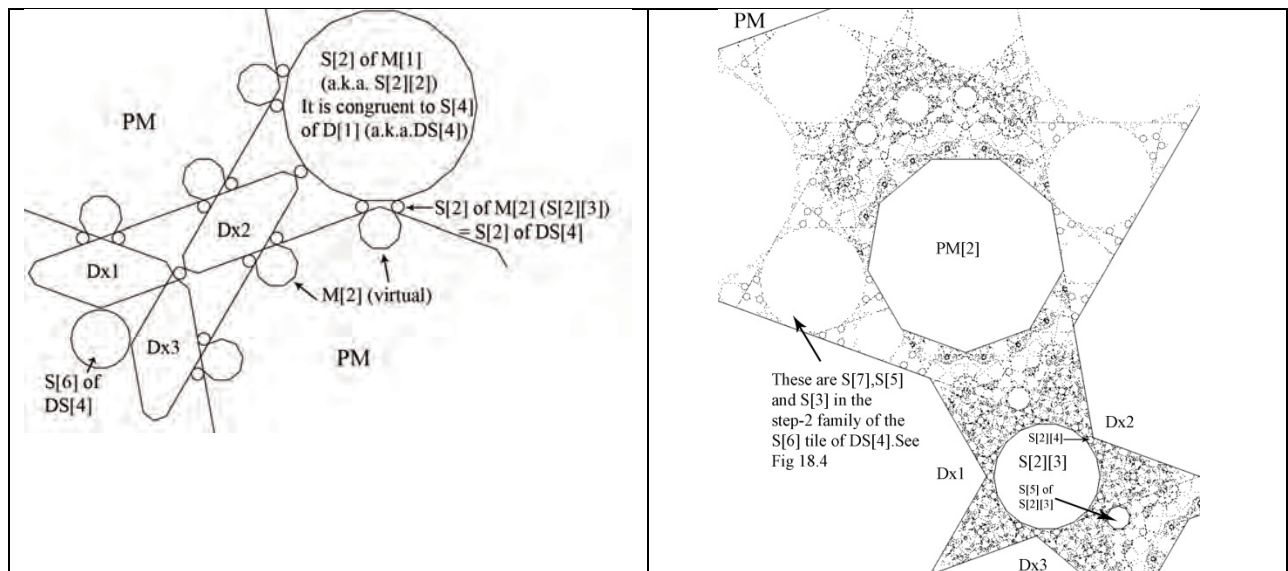 S[2] of M[1]
(a.k.a. S[2][2])
It is congruent to S[4]
of D[1] (a.k.a.DS[4])
PM
S[2] of M[2] (S[2][3])
= S[2] of DS[4]
Dx2
Dx1
M[2] (virtual)
Dx3
PM
S[6] of
DS[4]
PM
PM[2]
These are S[7],S[5]
and S[3] in the
step-2 family of the
S[6] tile of DS[4].See
Fig 18.4
Dx2
S[2][4]
S[2][3]
Dx1
S[5] of
S[2][3]
Dx3